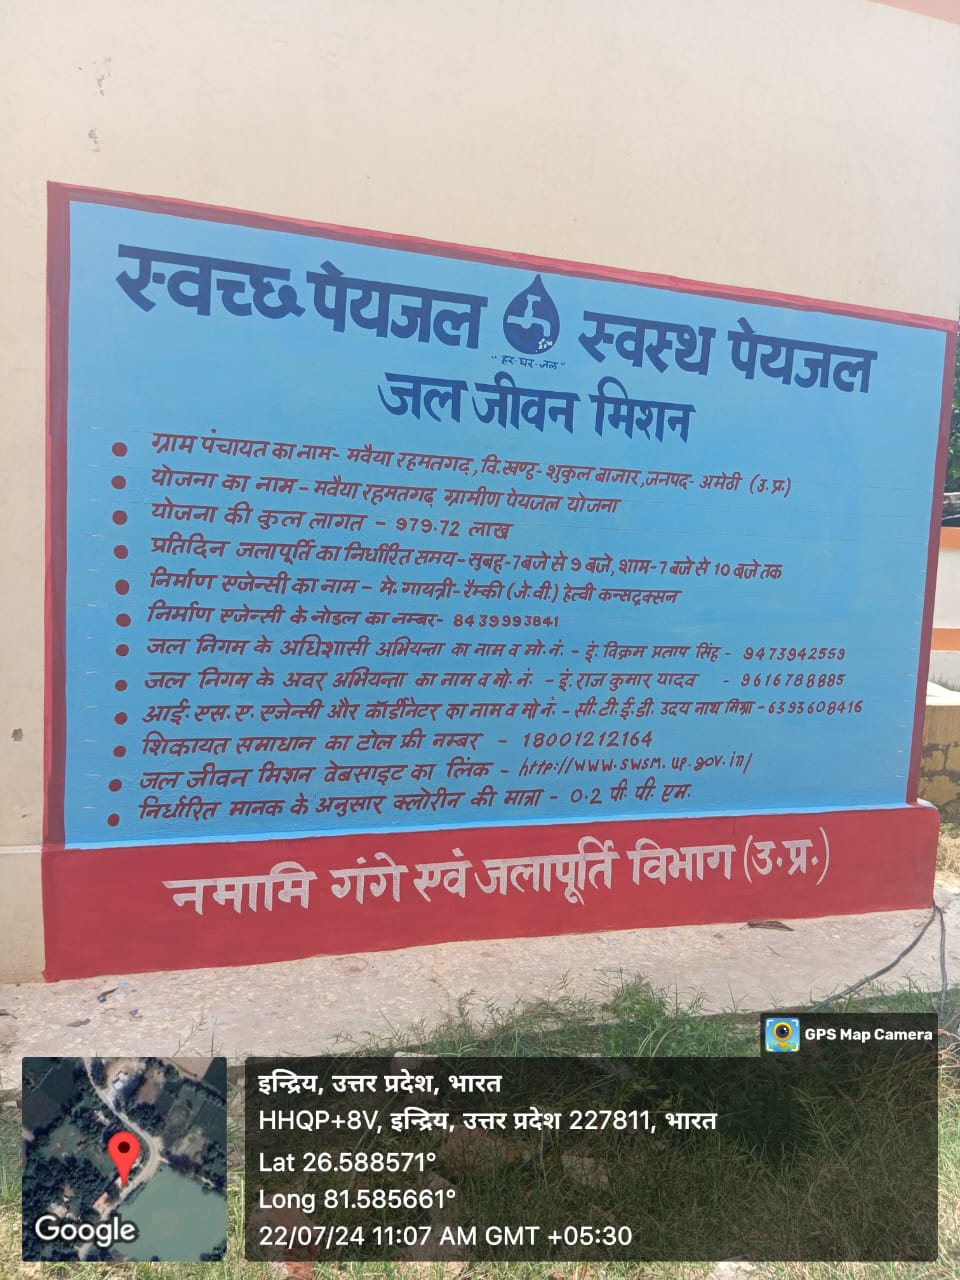 स्वच्छ पेयजल स्वस्थ पेयजल
"हर-घर-जल"
जल जीवन मिशन
ग्राम पंचायत का नाम- मवैया रहमतगढ़, वि.खण्ड- शुकुल बाजार, जनपद- अमेठी (उ.प्र.)
योजना का नाम- मवैया रहमतगढ़ ग्रामीण पेयजल योजना
योजना की कुल लागत - 979.72 लाख
प्रतिदिन जलापूर्ति का निर्धारित समय- सुबह-7 बजे से 9 बजे, शाम-7 बजे से 10 बजे तक
निर्माण एजेन्सी का नाम - मे. गायत्री-रैम्की (जे.वी.) हेत्वी कन्सट्रक्सन
निर्माण एजेन्सी के नोडल का नम्बर- 8439993841
जल निगम के अधिशासी अभियन्ता का नाम व मो.नं. - इं. विक्रम प्रताप सिंह - 9473942559
जल निगम के अवर अभियन्ता का नाम व मो.नं. - इं. राज कुमार यादव - 9616788885
आई.एस.ए. एजेन्सी और कॉर्डीनेटर का नाम व मो नं. - सी.टी.ई.डी. उदय नाथ मिश्रा - 6393608416
शिकायत समाधान का टोल फ्री नम्बर - 18001212164
जल जीवन मिशन वेबसाइट का लिंक - http://www.swsm.up.gov.in/
निर्धारित मानक के अनुसार क्लोरीन की मात्रा - 0.2 पी.पी.एम.
नमामि गंगे एवं जलापूर्ति विभाग (उ.प्र.)
GPS Map Camera
इन्द्रिय, उत्तर प्रदेश, भारत
HHQP+8V, इन्द्रिय, उत्तर प्रदेश 227811, भारत
Lat 26.588571°
Long 81.585661°
22/07/24 11:07 AM GMT +05:30
Google